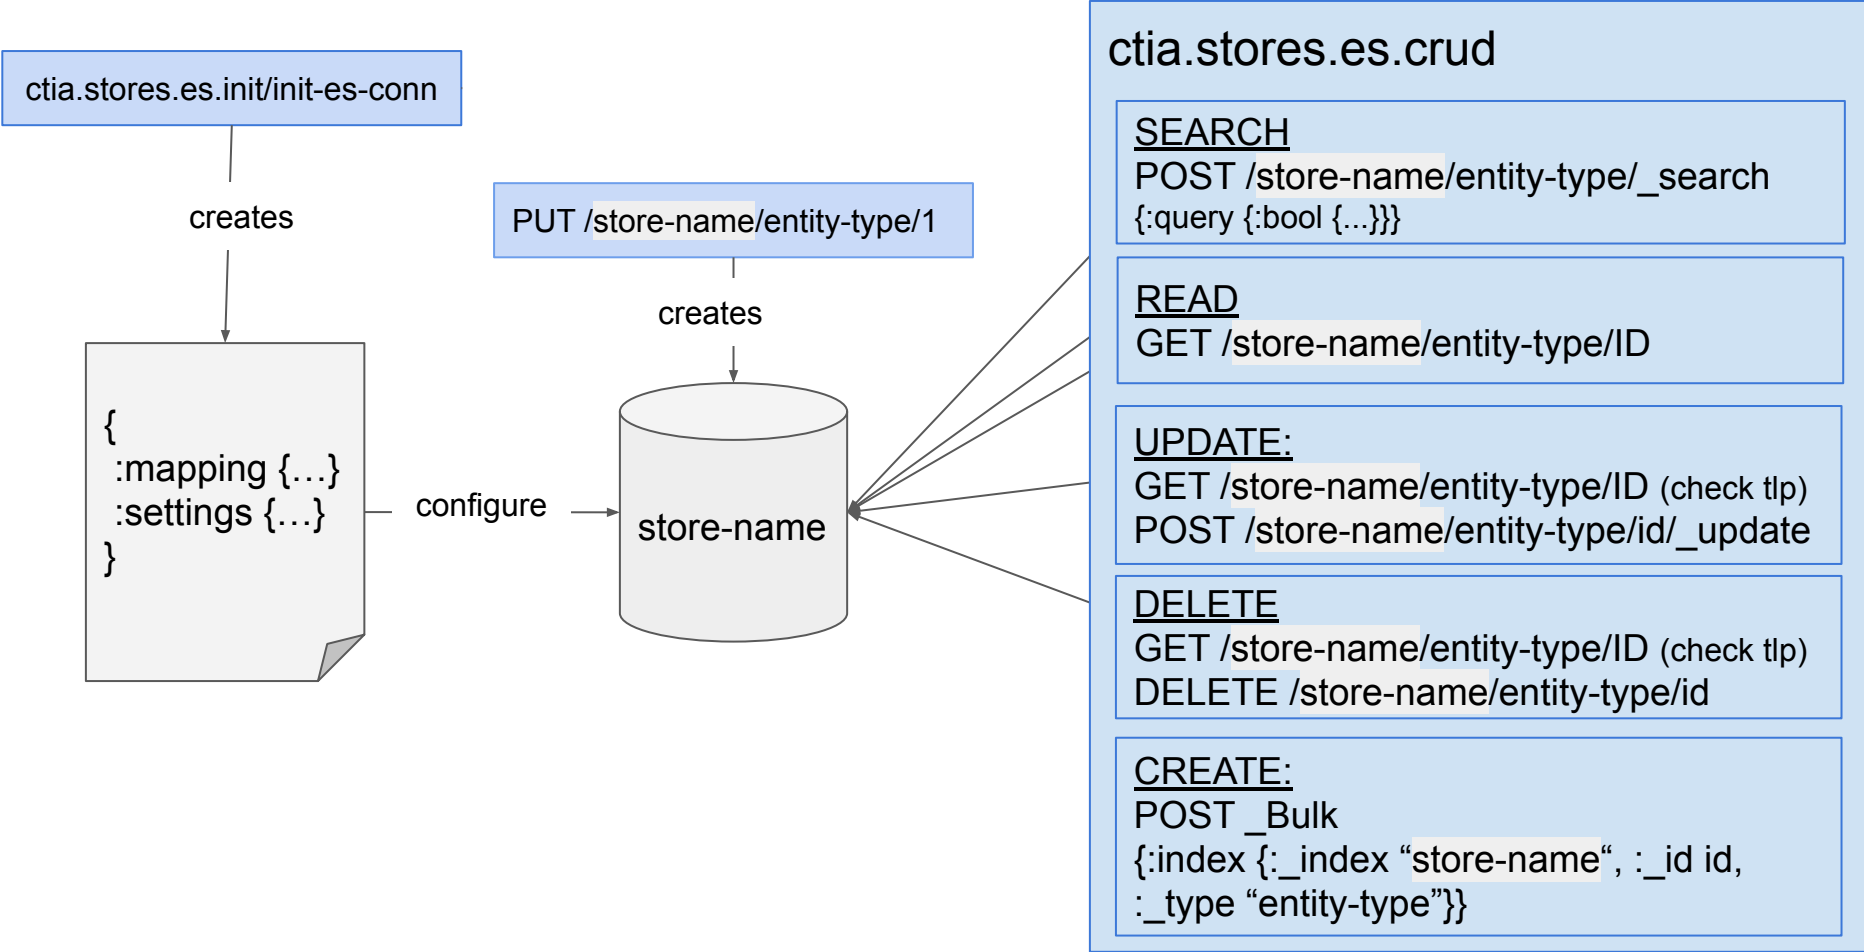 ctia.stores.es.init/init-es-conn
creates
{
:mapping {…}
:settings {…}
}
configure
PUT /store-name/entity-type/1
creates
store-name
ctia.stores.es.crud
SEARCH
POST /store-name/entity-type/_search
{:query {:bool {...}}}
READ
GET /store-name/entity-type/ID
UPDATE:
GET /store-name/entity-type/ID (check tlp)
POST /store-name/entity-type/id/_update
DELETE
GET /store-name/entity-type/ID (check tlp)
DELETE /store-name/entity-type/id
CREATE:
POST _Bulk
{:index {:_index “store-name“, :_id id,
:_type “entity-type”}}